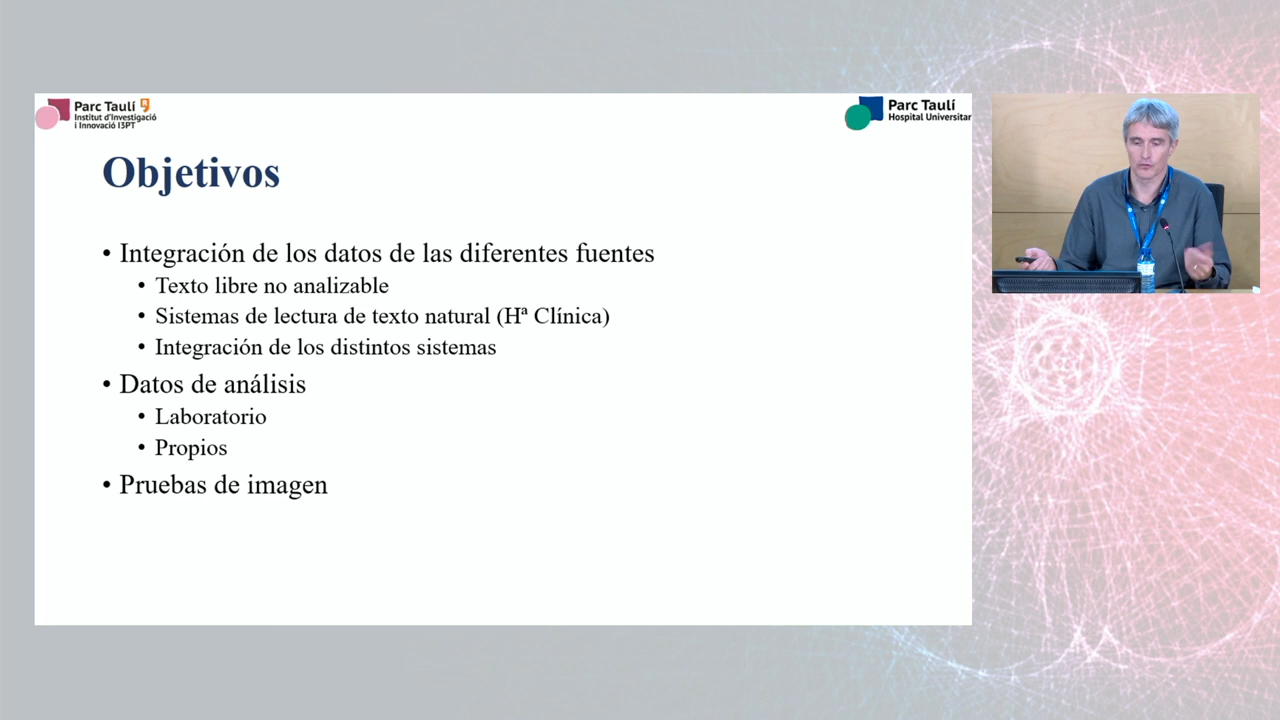 Parc Taulí
Institut d'Investigació
i Innovació I3PT
Parc Taulí
Hospital Universitar
Objetivos
• Integración de los datos de las diferentes fuentes
• Texto libre no analizable
• Sistemas de lectura de texto natural (Hª Clínica)
• Integración de los distintos sistemas
• Datos de análisis
• Laboratorio
• Propios
• Pruebas de imagen